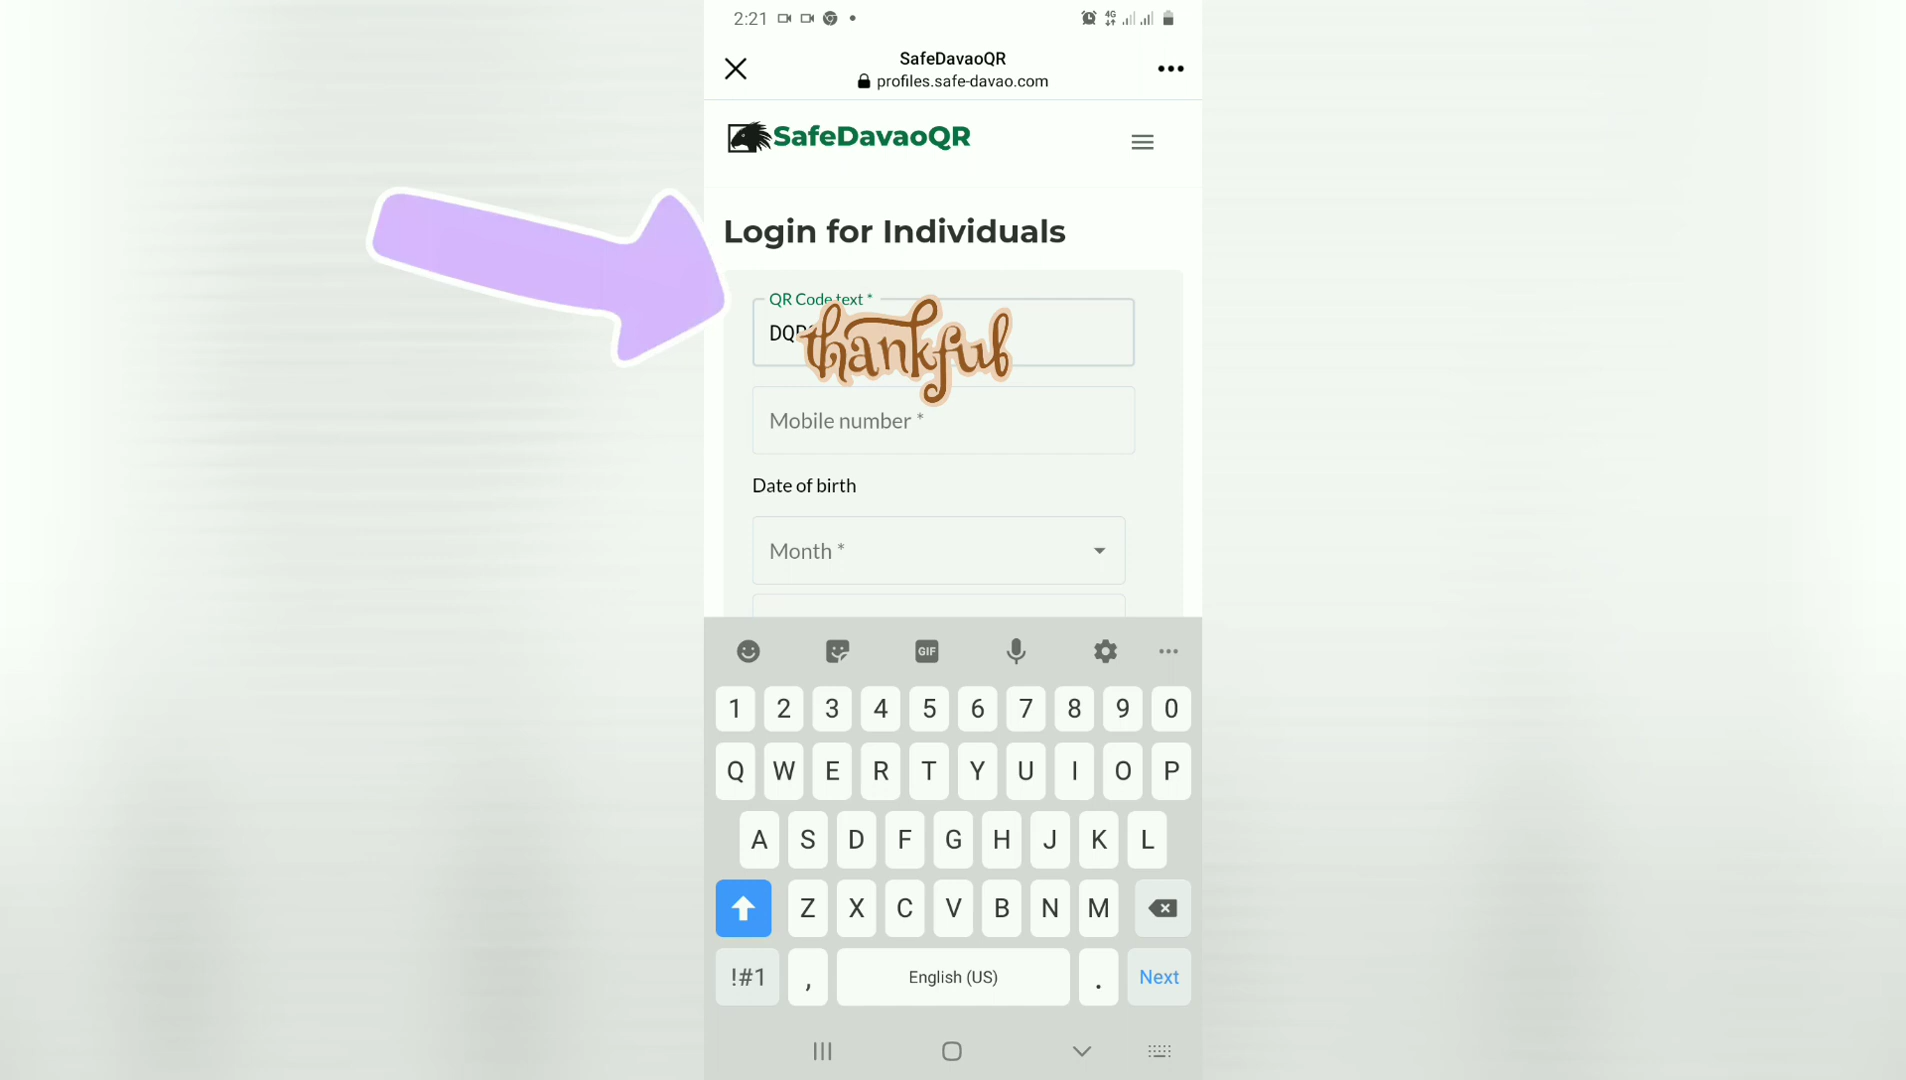 2:21
4G
SafeDavaoQR
profiles.safe-davao.com
SafeDavaoQR
Login for Individuals
QR Code text *
thankful
Mobile number *
Date of birth
Month *
GIF
1 2 3 4 5 6 7 8 9 0
Q W E R T Y U I O P
A S D F G H J K L
Z X C V B N M
!#1 , English (US) . Next